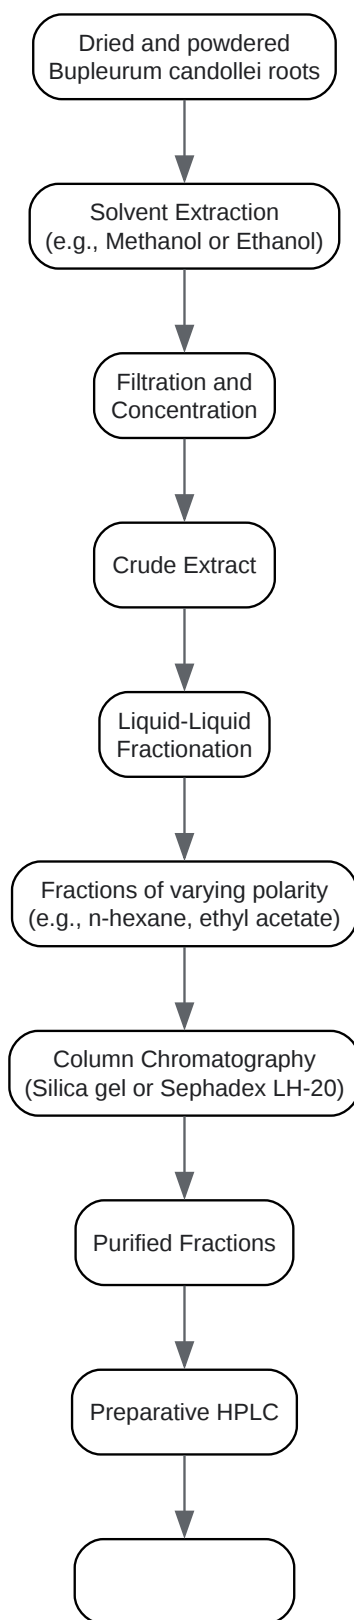 Dried and powdered
Bupleurum candollei roots
Solvent Extraction
(e.g., Methanol or Ethanol)
Filtration and
Concentration
Crude Extract
Liquid-Liquid
Fractionation
Fractions of varying polarity
(e.g., n-hexane, ethyl acetate)
Column Chromatography
(Silica gel or Sephadex LH-20)
Purified Fractions
Preparative HPLC